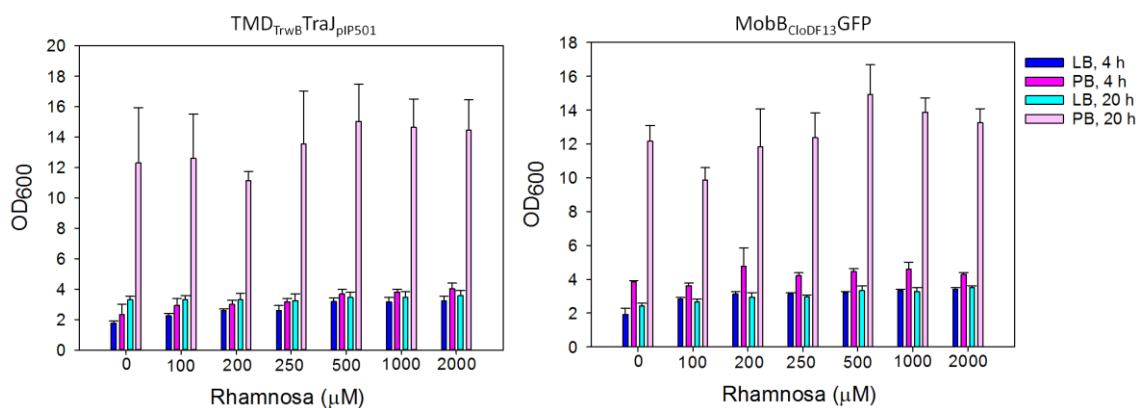 TMDTrwBTraJpIP501
20
18
16
14
12
10
8
6
4
2
0
OD600
0 100 200 250 500 1000 2000
Rhamnosa (μM)
MobBCloDF13GFP
18
16
14
12
10
8
6
4
2
0
OD600
0 100 200 250 500 1000 2000
Rhamnosa (μM)
LB, 4 h
PB, 4 h
LB, 20 h
PB, 20 h